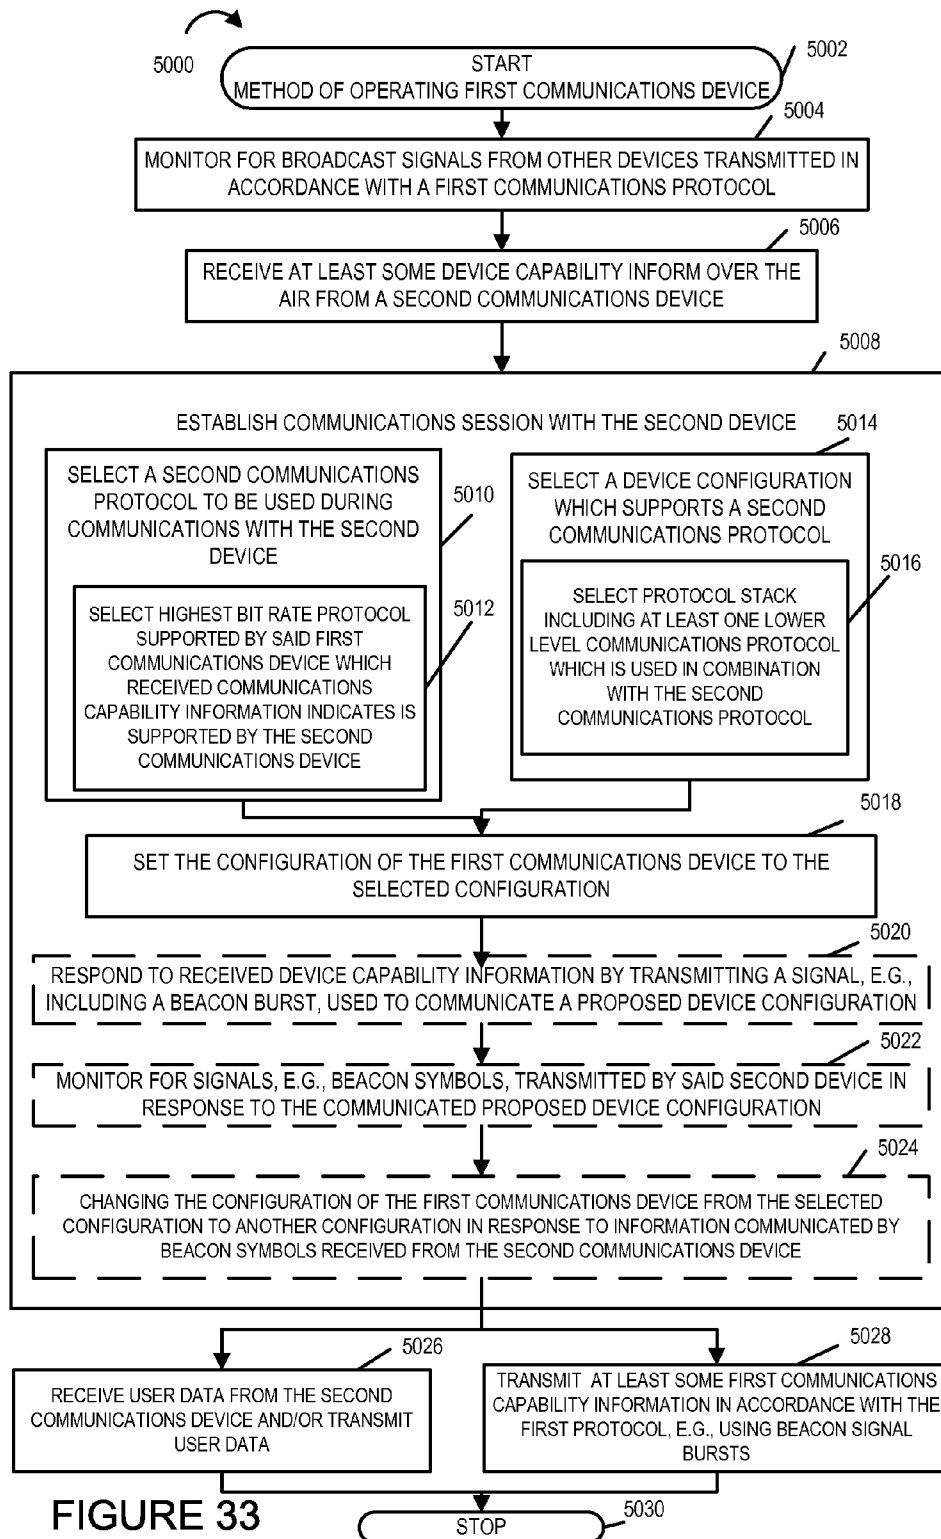 5000
START
METHOD OF OPERATING FIRST COMMUNICATIONS DEVICE
5002
5004
MONITOR FOR BROADCAST SIGNALS FROM OTHER DEVICES TRANSMITTED IN
ACCORDANCE WITH A FIRST COMMUNICATIONS PROTOCOL
5006
RECEIVE AT LEAST SOME DEVICE CAPABILITY INFORM OVER THE
AIR FROM A SECOND COMMUNICATIONS DEVICE
5008
ESTABLISH COMMUNICATIONS SESSION WITH THE SECOND DEVICE
SELECT A SECOND COMMUNICATIONS
PROTOCOL TO BE USED DURING
COMMUNICATIONS WITH THE SECOND
DEVICE
5010
SELECT HIGHEST BIT RATE PROTOCOL
SUPPORTED BY SAID FIRST
COMMUNICATIONS DEVICE WHICH
RECEIVED COMMUNICATIONS
CAPABILITY INFORMATION INDICATES IS
SUPPORTED BY THE SECOND
COMMUNICATIONS DEVICE
5012
5014
SELECT A DEVICE CONFIGURATION
WHICH SUPPORTS A SECOND
COMMUNICATIONS PROTOCOL
5016
SELECT PROTOCOL STACK
INCLUDING AT LEAST ONE LOWER
LEVEL COMMUNICATIONS PROTOCOL
WHICH IS USED IN COMBINATION
WITH THE SECOND
COMMUNICATIONS PROTOCOL
5018
SET THE CONFIGURATION OF THE FIRST COMMUNICATIONS DEVICE TO THE
SELECTED CONFIGURATION
5020
RESPOND TO RECEIVED DEVICE CAPABILITY INFORMATION BY TRANSMITTING A SIGNAL, E.G.,
INCLUDING A BEACON BURST, USED TO COMMUNICATE A PROPOSED DEVICE CONFIGURATION
5022
MONITOR FOR SIGNALS, E.G., BEACON SYMBOLS, TRANSMITTED BY SAID SECOND DEVICE IN
RESPONSE TO THE COMMUNICATED PROPOSED DEVICE CONFIGURATION
5024
CHANGING THE CONFIGURATION OF THE FIRST COMMUNICATIONS DEVICE FROM THE SELECTED
CONFIGURATION TO ANOTHER CONFIGURATION IN RESPONSE TO INFORMATION COMMUNICATED BY
BEACON SYMBOLS RECEIVED FROM THE SECOND COMMUNICATIONS DEVICE
5026
RECEIVE USER DATA FROM THE SECOND
COMMUNICATIONS DEVICE AND/OR TRANSMIT
USER DATA
5028
TRANSMIT AT LEAST SOME FIRST COMMUNICATIONS
CAPABILITY INFORMATION IN ACCORDANCE WITH THE
FIRST PROTOCOL, E.G., USING BEACON SIGNAL
BURSTS
FIGURE 33
STOP
5030